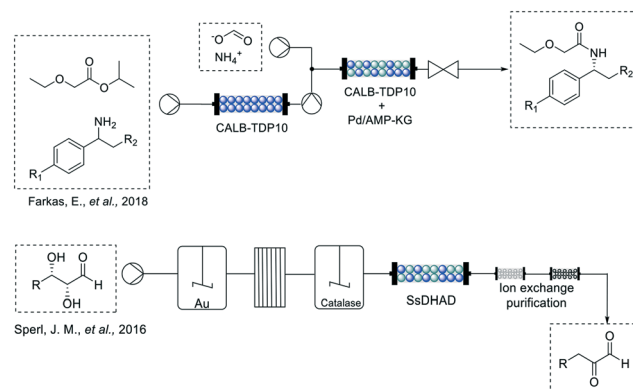 O
⁻O
NH₄⁺
O
O
O
NH₂
R₂
R₁
CALB-TDP10
CALB-TDP10
+
Pd/AMP-KG
O
O
HN
R₂
R₁
Farkas, E., et al., 2018
OH
O
R
H
OH
Au
Catalase
SsDHAD
Ion exchange
purification
Sperl, J. M., et al., 2016
O
R
H
O